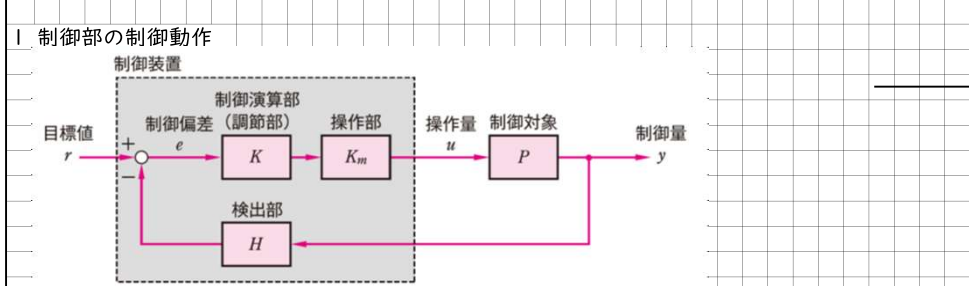 1 制御部の制御動作
制御装置
制御演算部
(調節部)
操作部
目標値
r
制御偏差
e
操作量
u
制御対象
制御量
y
+
−
K
Km
P
検出部
H